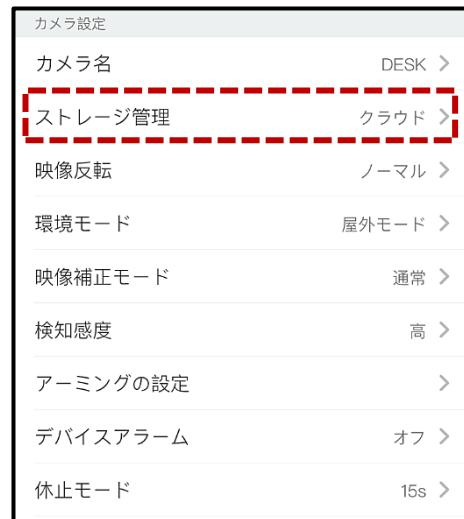 カメラ設定
カメラ名 DESK
ストレージ管理 クラウド
映像反転 ノーマル
環境モード 屋外モード
映像補正モード 通常
検知感度 高
アーミングの設定
デバイスアラーム オフ
休止モード 15s